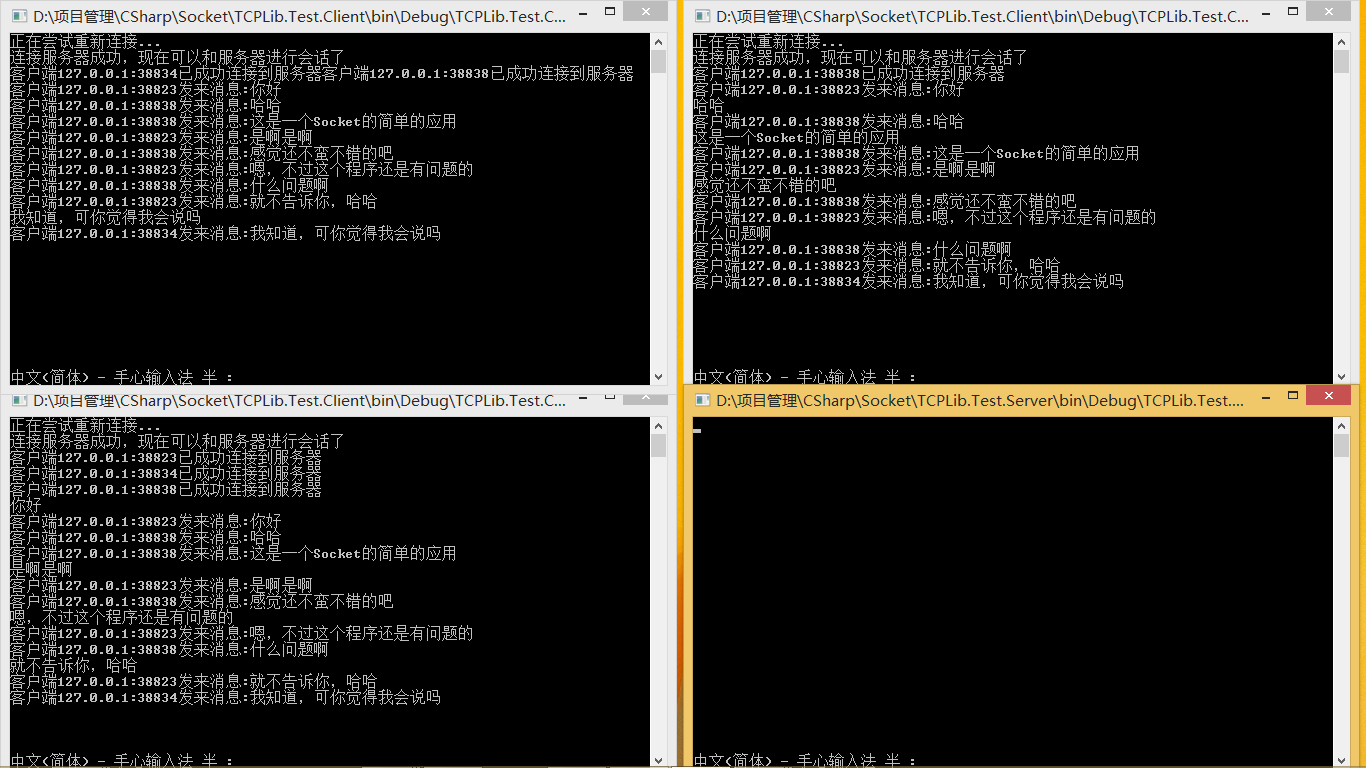 D:\项目管理\CSharp\Socket\TCPLib.Test.Client\bin\Debug\TCPLib.Test.C...
正在尝试重新连接...
连接服务器成功，现在可以和服务器进行会话了
客户端127.0.0.1:38834已成功连接到服务器客户端127.0.0.1:38838已成功连接到服务器
客户端127.0.0.1:38823发来消息:你好
客户端127.0.0.1:38838发来消息:哈哈
客户端127.0.0.1:38838发来消息:这是一个Socket的简单的应用
客户端127.0.0.1:38823发来消息:是啊是啊
客户端127.0.0.1:38838发来消息:感觉还不蛮不错的吧
客户端127.0.0.1:38823发来消息:嗯，不过这个程序还是有问题的
客户端127.0.0.1:38838发来消息:什么问题啊
客户端127.0.0.1:38823发来消息:就不告诉你，哈哈
我知道，可你觉得我会说吗
客户端127.0.0.1:38834发来消息:我知道，可你觉得我会说吗
中文(简体) - 手心输入法 半 :
D:\项目管理\CSharp\Socket\TCPLib.Test.Client\bin\Debug\TCPLib.Test.C...
正在尝试重新连接...
连接服务器成功，现在可以和服务器进行会话了
客户端127.0.0.1:38838已成功连接到服务器
客户端127.0.0.1:38823发来消息:你好
哈哈
客户端127.0.0.1:38838发来消息:哈哈
这是一个Socket的简单的应用
客户端127.0.0.1:38838发来消息:这是一个Socket的简单的应用
客户端127.0.0.1:38823发来消息:是啊是啊
感觉还不蛮不错的吧
客户端127.0.0.1:38838发来消息:感觉还不蛮不错的吧
客户端127.0.0.1:38823发来消息:嗯，不过这个程序还是有问题的
什么问题啊
客户端127.0.0.1:38838发来消息:什么问题啊
客户端127.0.0.1:38823发来消息:就不告诉你，哈哈
客户端127.0.0.1:38834发来消息:我知道，可你觉得我会说吗
中文(简体) - 手心输入法 半 :
D:\项目管理\CSharp\Socket\TCPLib.Test.Client\bin\Debug\TCPLib.Test.C...
正在尝试重新连接...
连接服务器成功，现在可以和服务器进行会话了
客户端127.0.0.1:38823已成功连接到服务器
客户端127.0.0.1:38834已成功连接到服务器
客户端127.0.0.1:38838已成功连接到服务器
你好
客户端127.0.0.1:38823发来消息:你好
客户端127.0.0.1:38838发来消息:哈哈
客户端127.0.0.1:38838发来消息:这是一个Socket的简单的应用
是啊是啊
客户端127.0.0.1:38823发来消息:是啊是啊
客户端127.0.0.1:38838发来消息:感觉还不蛮不错的吧
嗯，不过这个程序还是有问题的
客户端127.0.0.1:38823发来消息:嗯，不过这个程序还是有问题的
客户端127.0.0.1:38838发来消息:什么问题啊
就不告诉你，哈哈
客户端127.0.0.1:38823发来消息:就不告诉你，哈哈
客户端127.0.0.1:38834发来消息:我知道，可你觉得我会说吗
中文(简体) - 手心输入法 半 :
D:\项目管理\CSharp\Socket\TCPLib.Test.Server\bin\Debug\TCPLib.Test....
中文(简体) - 手心输入法 半 :